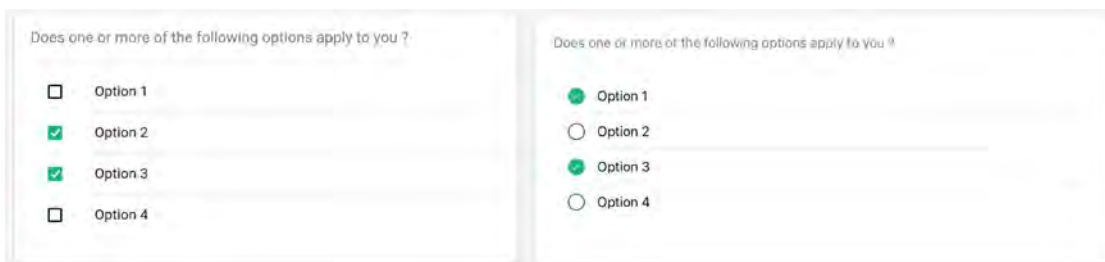 Does one or more of the following options apply to you ?
Option 1
Option 2
Option 3
Option 4
Does one or more of the following options apply to you ?
Option 1
Option 2
Option 3
Option 4